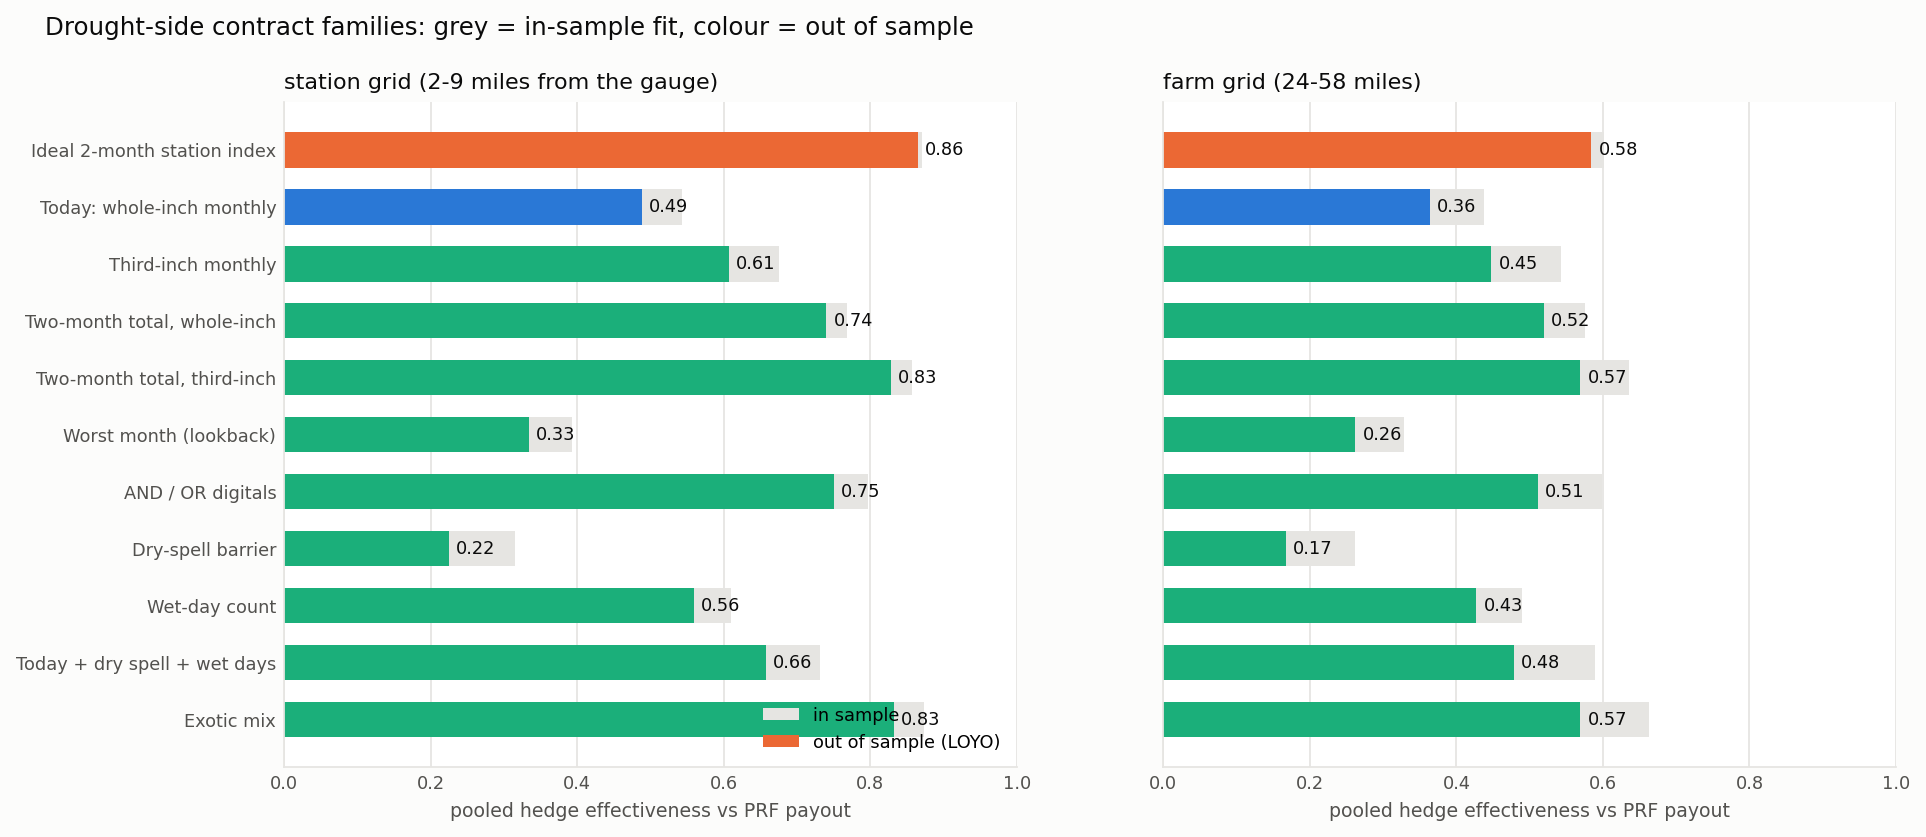 Drought-side contract families: grey = in-sample fit, colour = out of sample
station grid (2-9 miles from the gauge)
Ideal 2-month station index
0.86
Today: whole-inch monthly
0.49
Third-inch monthly
0.61
Two-month total, whole-inch
0.74
Two-month total, third-inch
0.83
Worst month (lookback)
0.33
AND / OR digitals
0.75
Dry-spell barrier
0.22
Wet-day count
0.56
Today + dry spell + wet days
0.66
Exotic mix
0.83
in sample
out of sample (LOYO)
0.0 0.2 0.4 0.6 0.8 1.0
pooled hedge effectiveness vs PRF payout
farm grid (24-58 miles)
0.58
0.36
0.45
0.52
0.57
0.26
0.51
0.17
0.43
0.48
0.57
0.0 0.2 0.4 0.6 0.8 1.0
pooled hedge effectiveness vs PRF payout